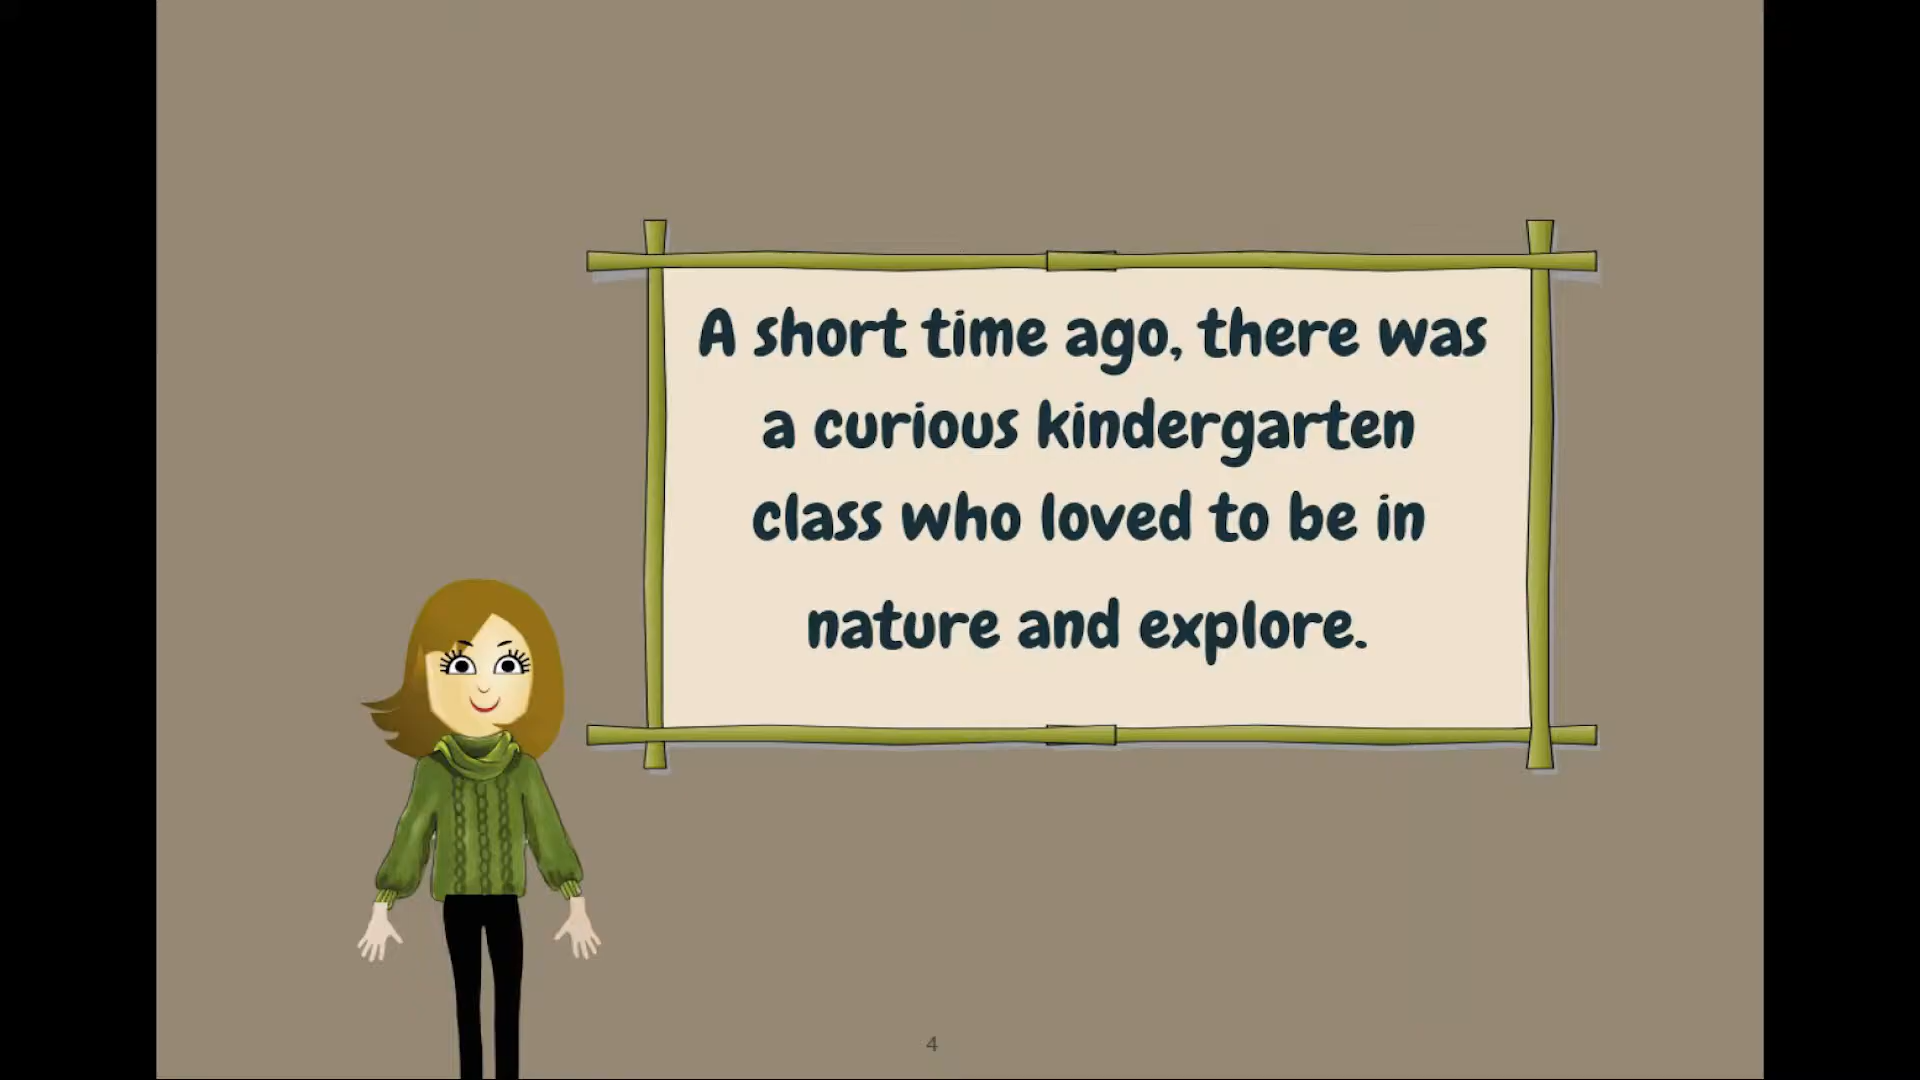 A short time ago, there was
a curious kindergarten
class who loved to be in
nature and explore.
4